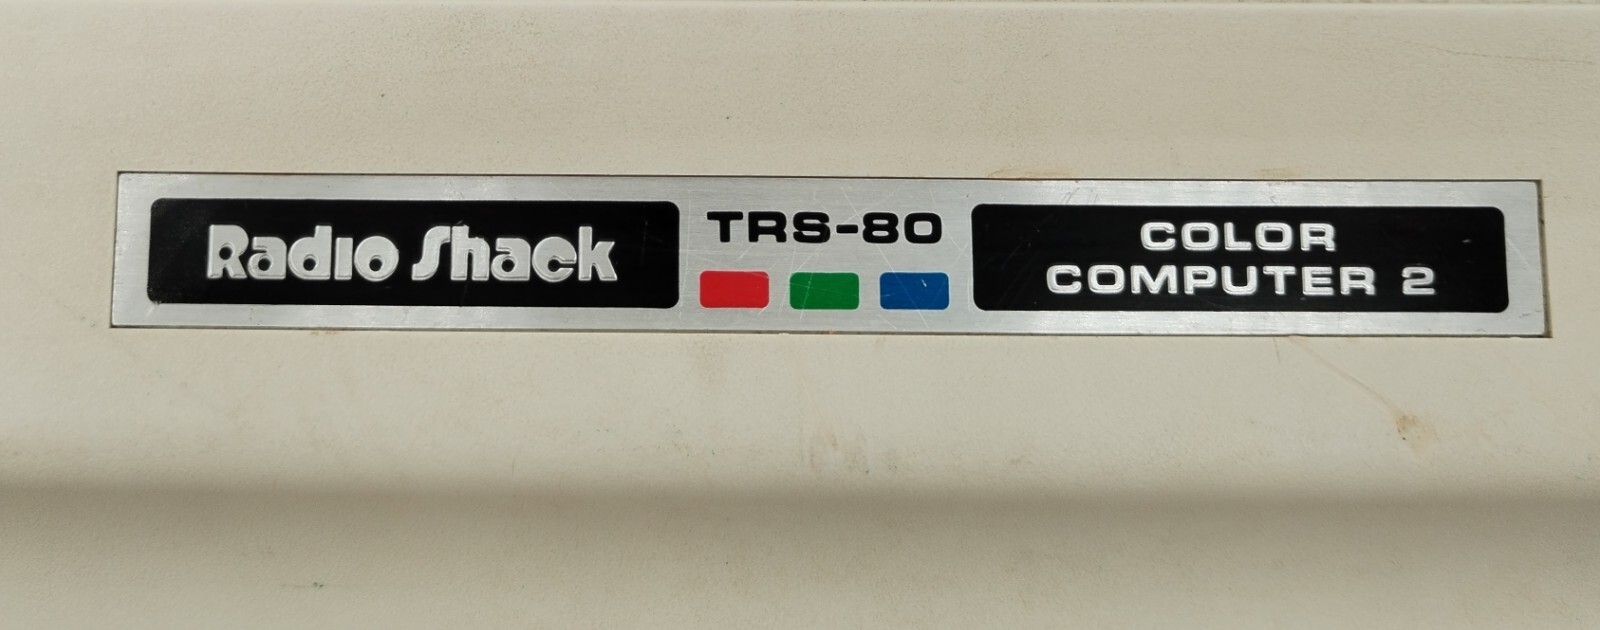 Radio Shack
TRS-80
COLOR
COMPUTER 2